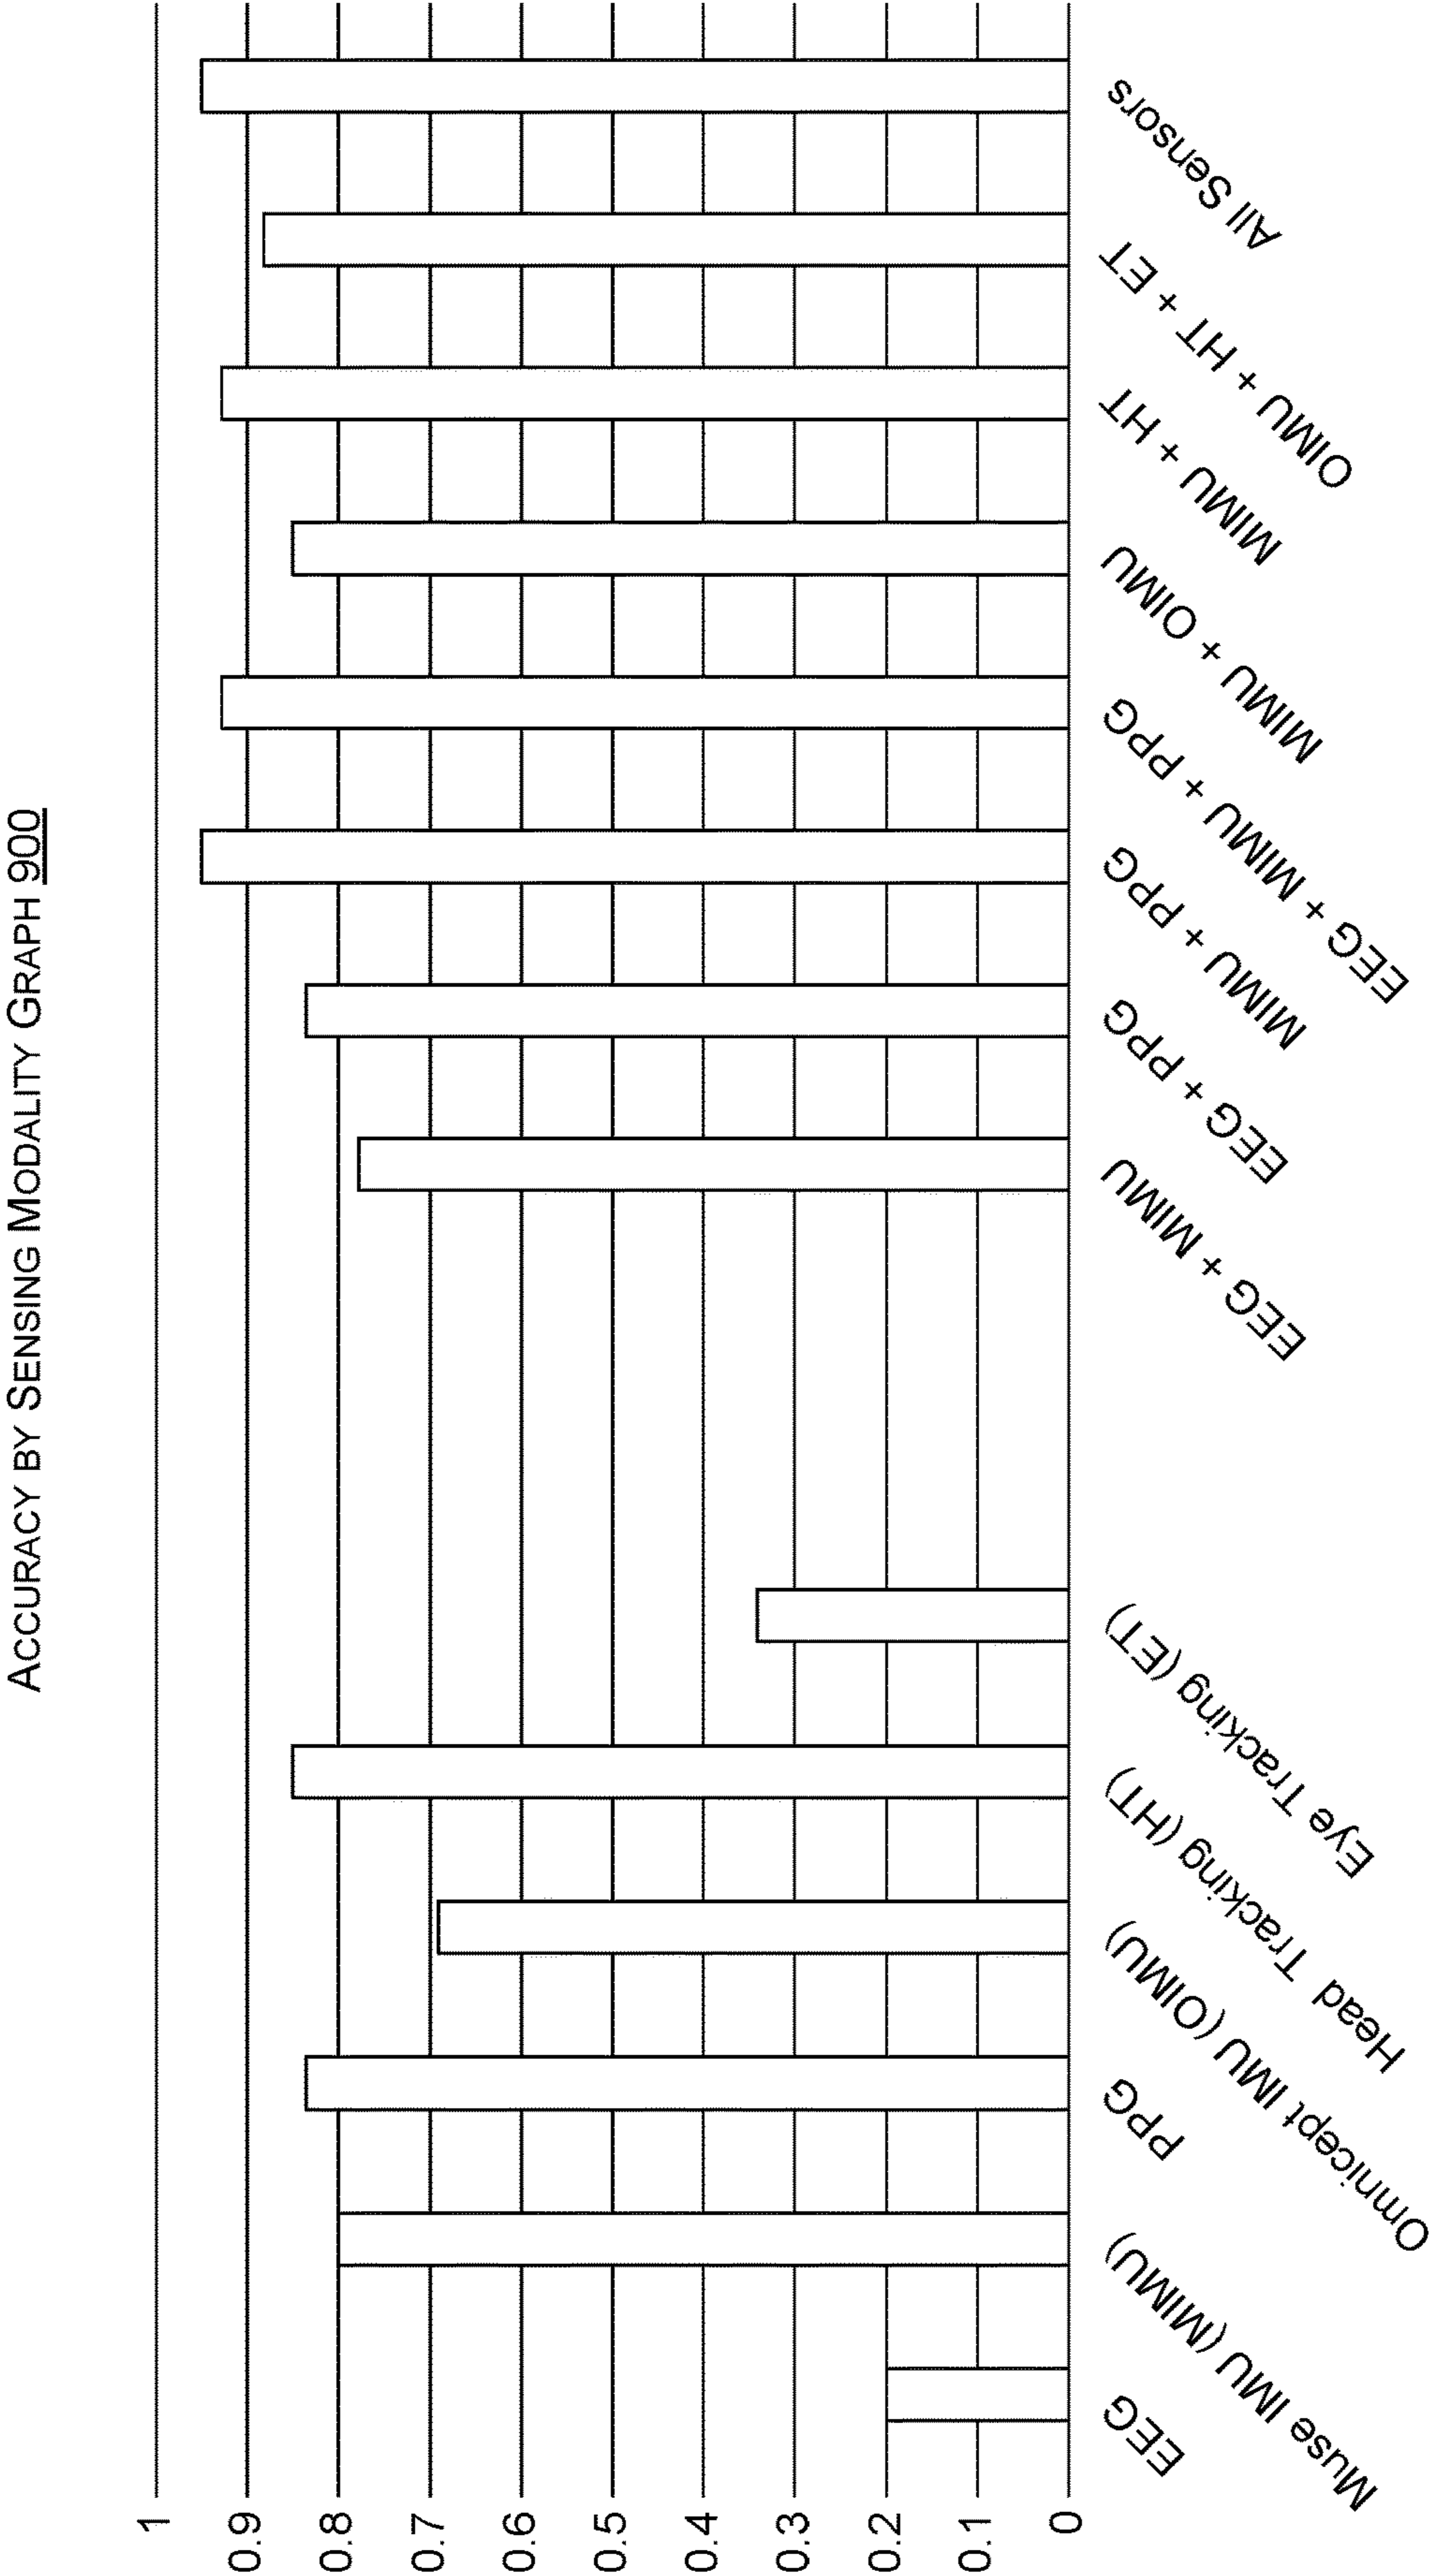 ACCURACY BY SENSING MODALITY GRAPH 900
1
0.9
0.8
0.7
0.6
0.5
0.4
0.3
0.2
0.1
0
EEG
Muse IMU (MIMU)
PPG
Omnicept IMU (OIMU)
Head Tracking (HT)
Eye Tracking (ET)
EEG + MIMU
EEG + PPG
MIMU + PPG
EEG + MIMU + PPG
MIMU + OIMU
MIMU + HT
OIMU + HT + ET
All Sensors